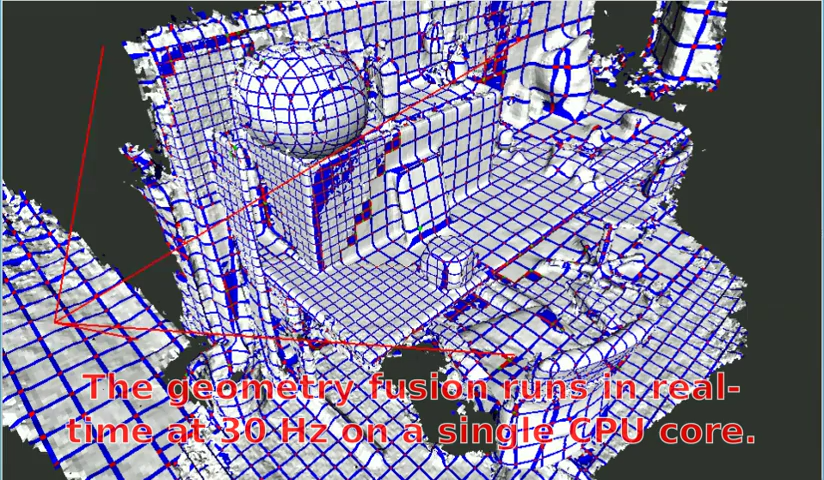 The geometry fusion runs in real-
time at 30 Hz on a single CPU core.